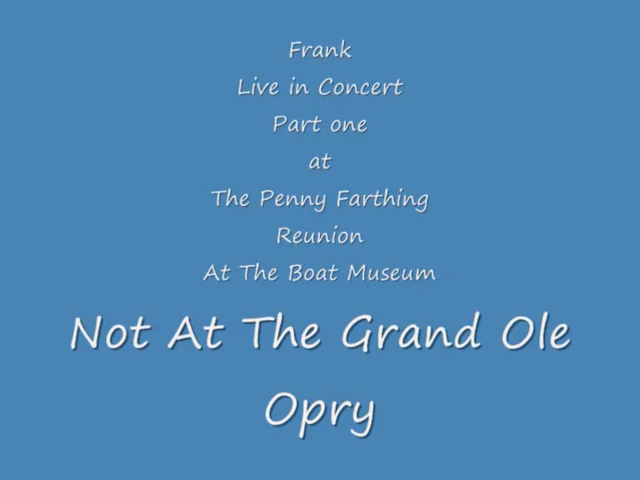 Frank
Live in Concert
Part one
at
The Penny Farthing
Reunion
At The Boat Museum
Not At The Grand Ole
Opry